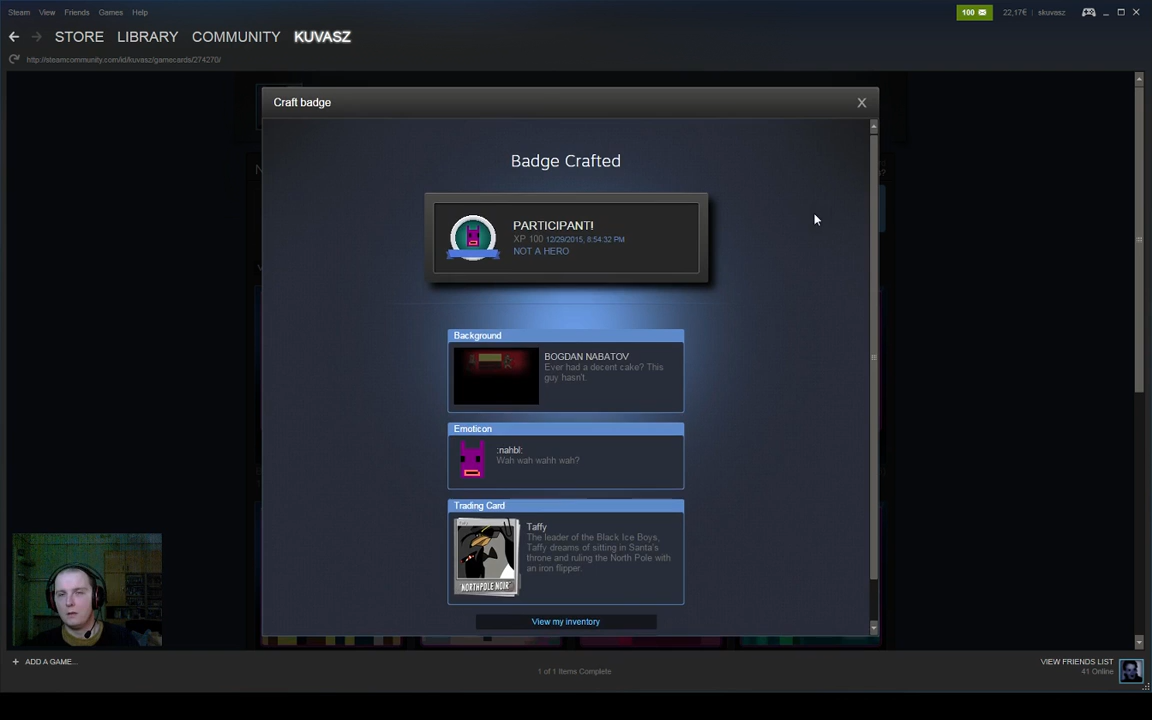 Steam View Friends Games Help
100 22,17€ skuvasz
STORE LIBRARY COMMUNITY KUVASZ
http://steamcommunity.com/id/kuvasz/gamecards/274270/
Craft badge X
Badge Crafted
PARTICIPANT!
XP 100 12/29/2015, 8:54:32 PM
NOT A HERO
Background
BOGDAN NABATOV
Ever had a decent cake? This
guy hasn't.
Emoticon
:nahbl:
Wah wah wahh wah?
Trading Card
Taffy
The leader of the Black Ice Boys,
Taffy dreams of sitting in Santa's
throne and ruling the North Pole with
an iron flipper.
NORTHPOLE NOIR
View my inventory
+ ADD A GAME...
1 of 1 Items Complete
VIEW FRIENDS LIST
41 Online